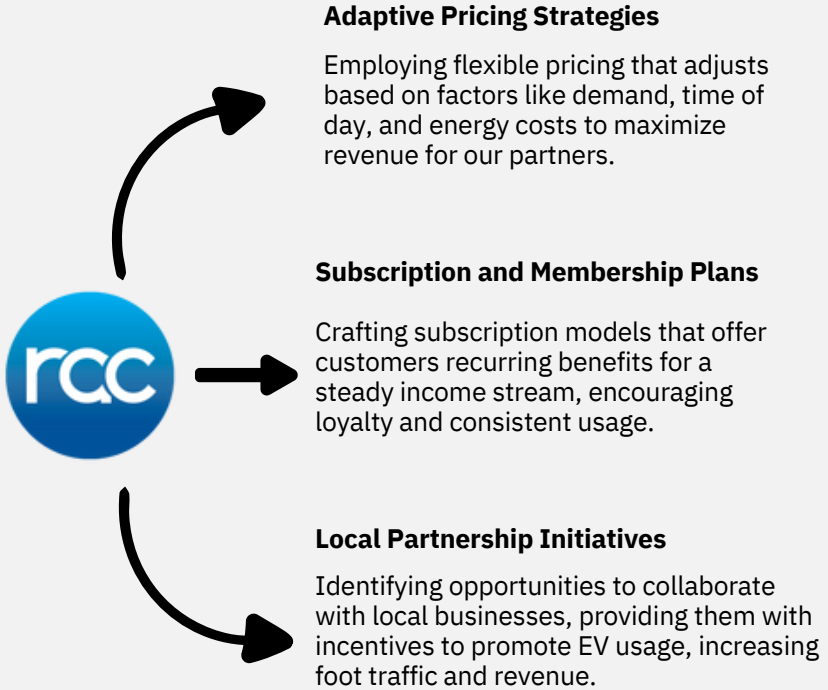 Adaptive Pricing Strategies
Employing flexible pricing that adjusts
based on factors like demand, time of
day, and energy costs to maximize
revenue for our partners.
Subscription and Membership Plans
rac
Crafting subscription models that offer
customers recurring benefits for a
steady income stream, encouraging
loyalty and consistent usage.
Local Partnership Initiatives
Identifying opportunities to collaborate
with local businesses, providing them with
incentives to promote EV usage, increasing
foot traffic and revenue.